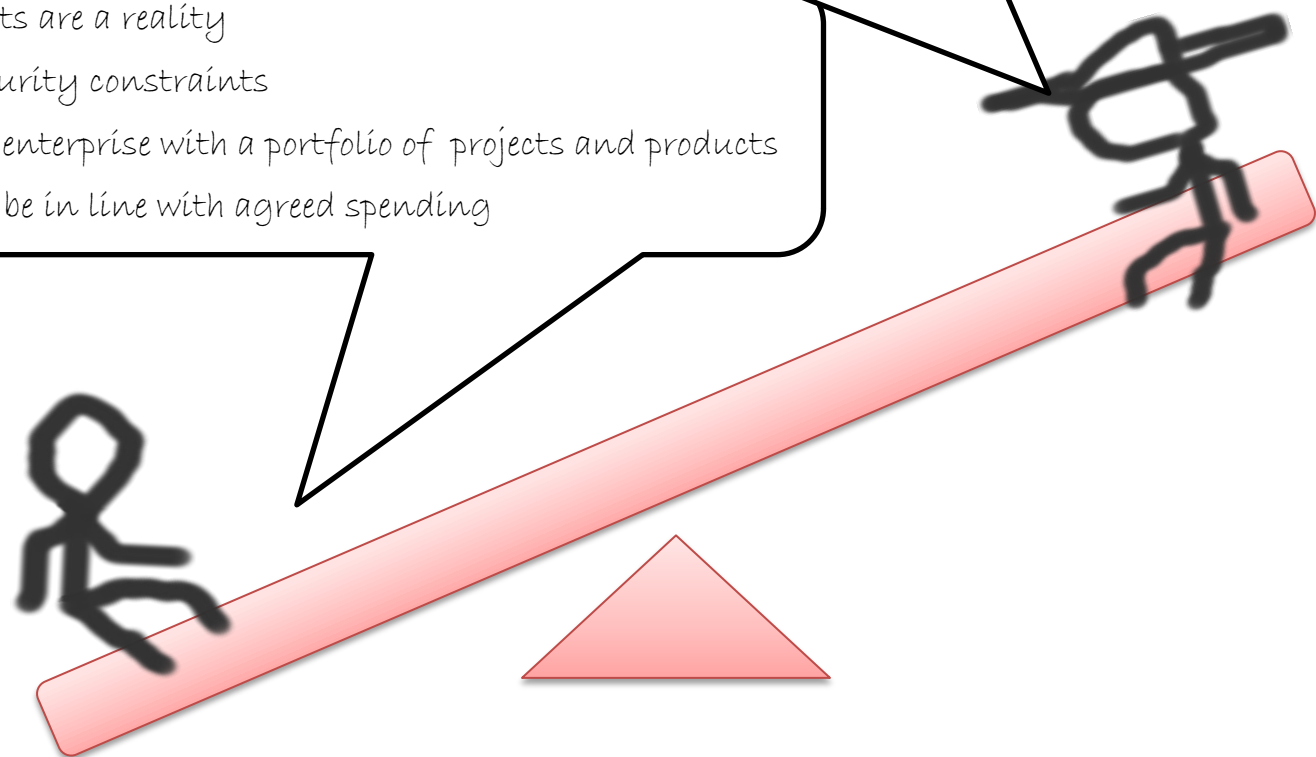 ts are a reality
urity constraints
enterprise with a portfolio of projects and products
be in line with agreed spending